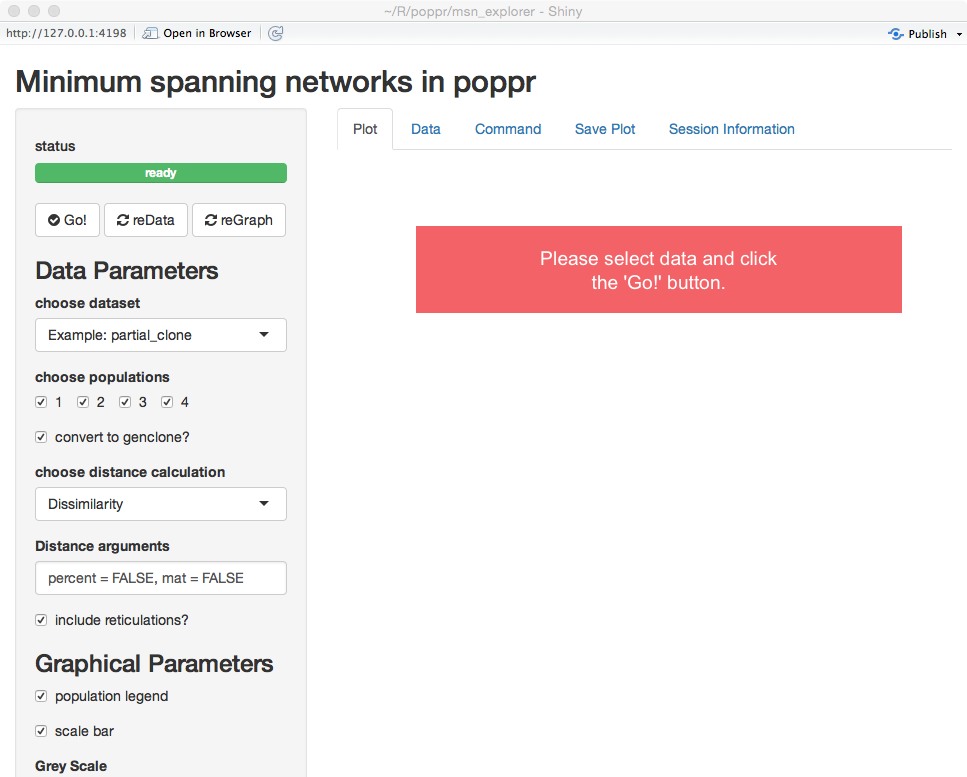 ~/R/poppr/msn_explorer - Shiny
http://127.0.0.1:4198 Open in Browser Publish
Minimum spanning networks in poppr
Plot Data Command Save Plot Session Information
status
ready
Go! reData reGraph
Please select data and click
the 'Go!' button.
Data Parameters
choose dataset
Example: partial_clone
choose populations
1 2 3 4
convert to genclone?
choose distance calculation
Dissimilarity
Distance arguments
percent = FALSE, mat = FALSE
include reticulations?
Graphical Parameters
population legend
scale bar
Grey Scale